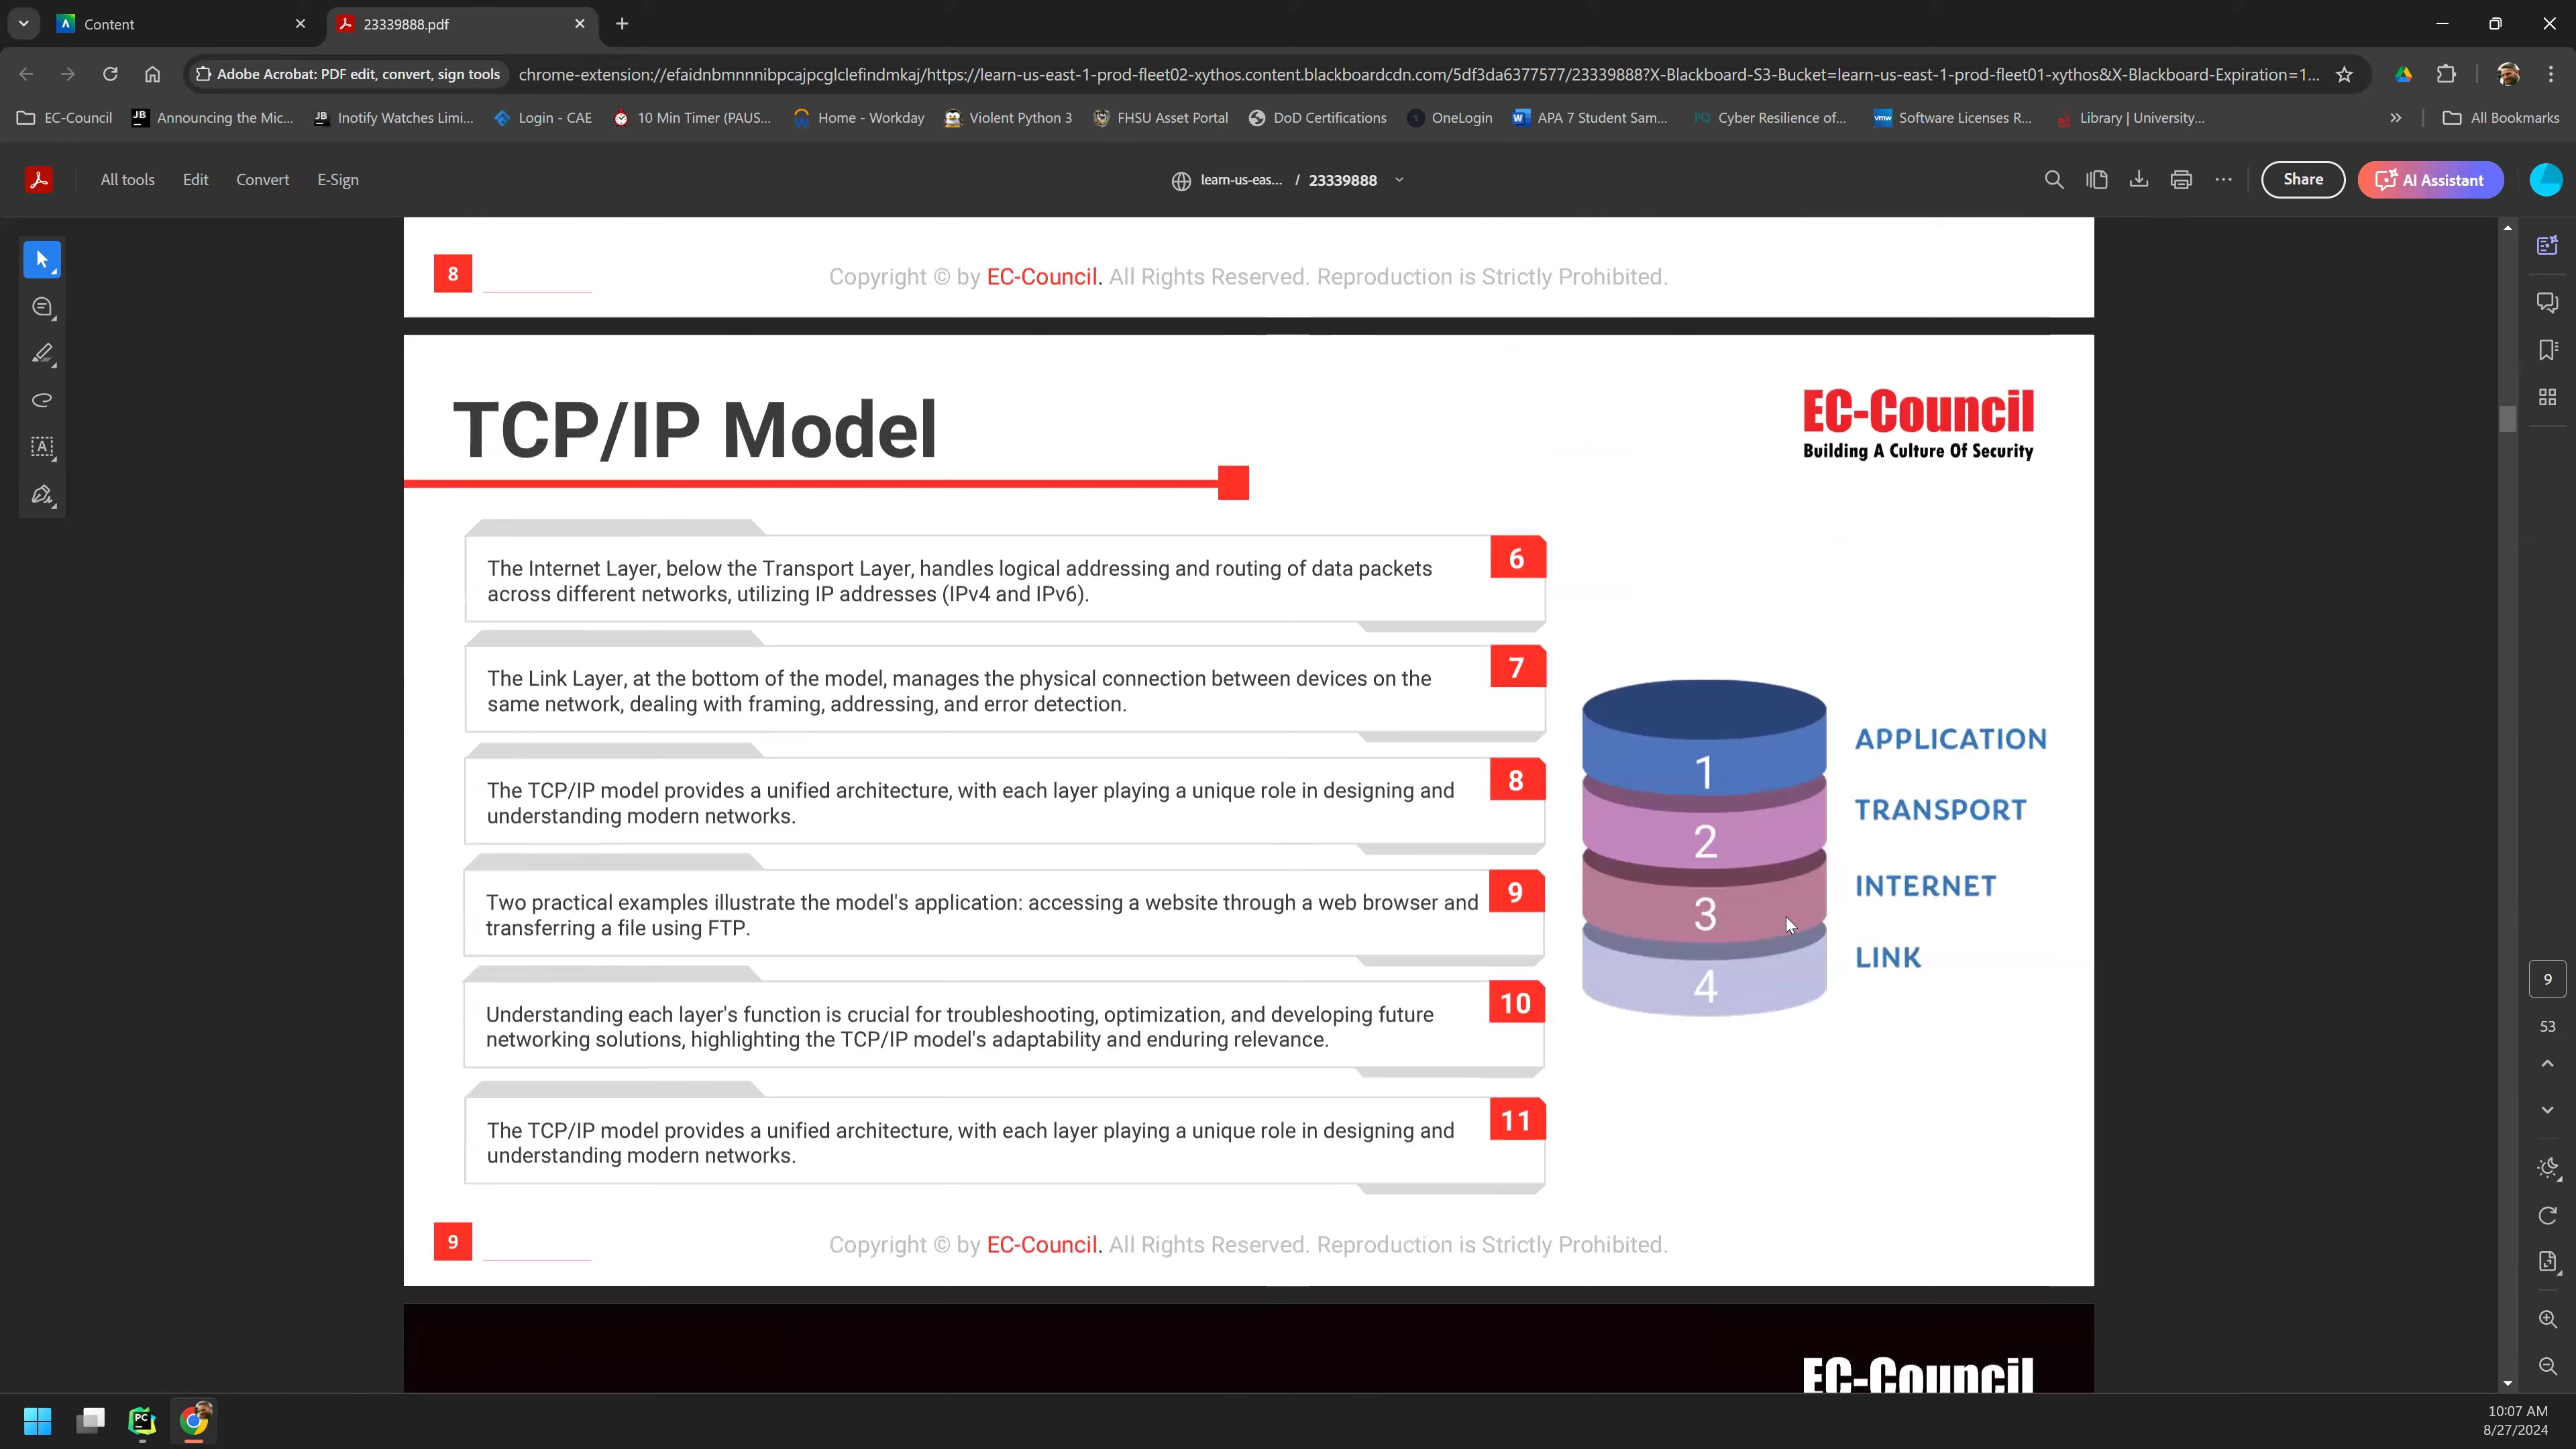 Content
23339888.pdf
Adobe Acrobat: PDF edit, convert, sign tools
chrome-extension://efaidnbmnnnibpcajpcglclefindmkaj/https://learn-us-east-1-prod-fleet02-xythos.content.blackboardcdn.com/5df3da6377577/23339888?X-Blackboard-S3-Bucket=learn-us-east-1-prod-fleet01-xythos&X-Blackboard-Expiration=1...
EC-Council
JB
Announcing the Mic...
JB
Inotify Watches Limi...
Login - CAE
10 Min Timer (PAUS...
Home - Workday
Violent Python 3
FHSU Asset Portal
DoD Certifications
OneLogin
APA 7 Student Sam...
PQ
Cyber Resilience of...
vmw
Software Licenses R...
Library | University...
All Bookmarks
All tools
Edit
Convert
E-Sign
learn-us-eas... / 23339888
Share
AI Assistant
8
Copyright © by EC-Council. All Rights Reserved. Reproduction is Strictly Prohibited.
TCP/IP Model
EC-Council
Building A Culture Of Security
6
The Internet Layer, below the Transport Layer, handles logical addressing and routing of data packets
across different networks, utilizing IP addresses (IPv4 and IPv6).
7
The Link Layer, at the bottom of the model, manages the physical connection between devices on the
same network, dealing with framing, addressing, and error detection.
8
The TCP/IP model provides a unified architecture, with each layer playing a unique role in designing and
understanding modern networks.
9
Two practical examples illustrate the model's application: accessing a website through a web browser and
transferring a file using FTP.
10
Understanding each layer's function is crucial for troubleshooting, optimization, and developing future
networking solutions, highlighting the TCP/IP model's adaptability and enduring relevance.
11
The TCP/IP model provides a unified architecture, with each layer playing a unique role in designing and
understanding modern networks.
1
APPLICATION
2
TRANSPORT
3
INTERNET
4
LINK
9
Copyright © by EC-Council. All Rights Reserved. Reproduction is Strictly Prohibited.
EC-Council
9
53
PC
10:07 AM
8/27/2024